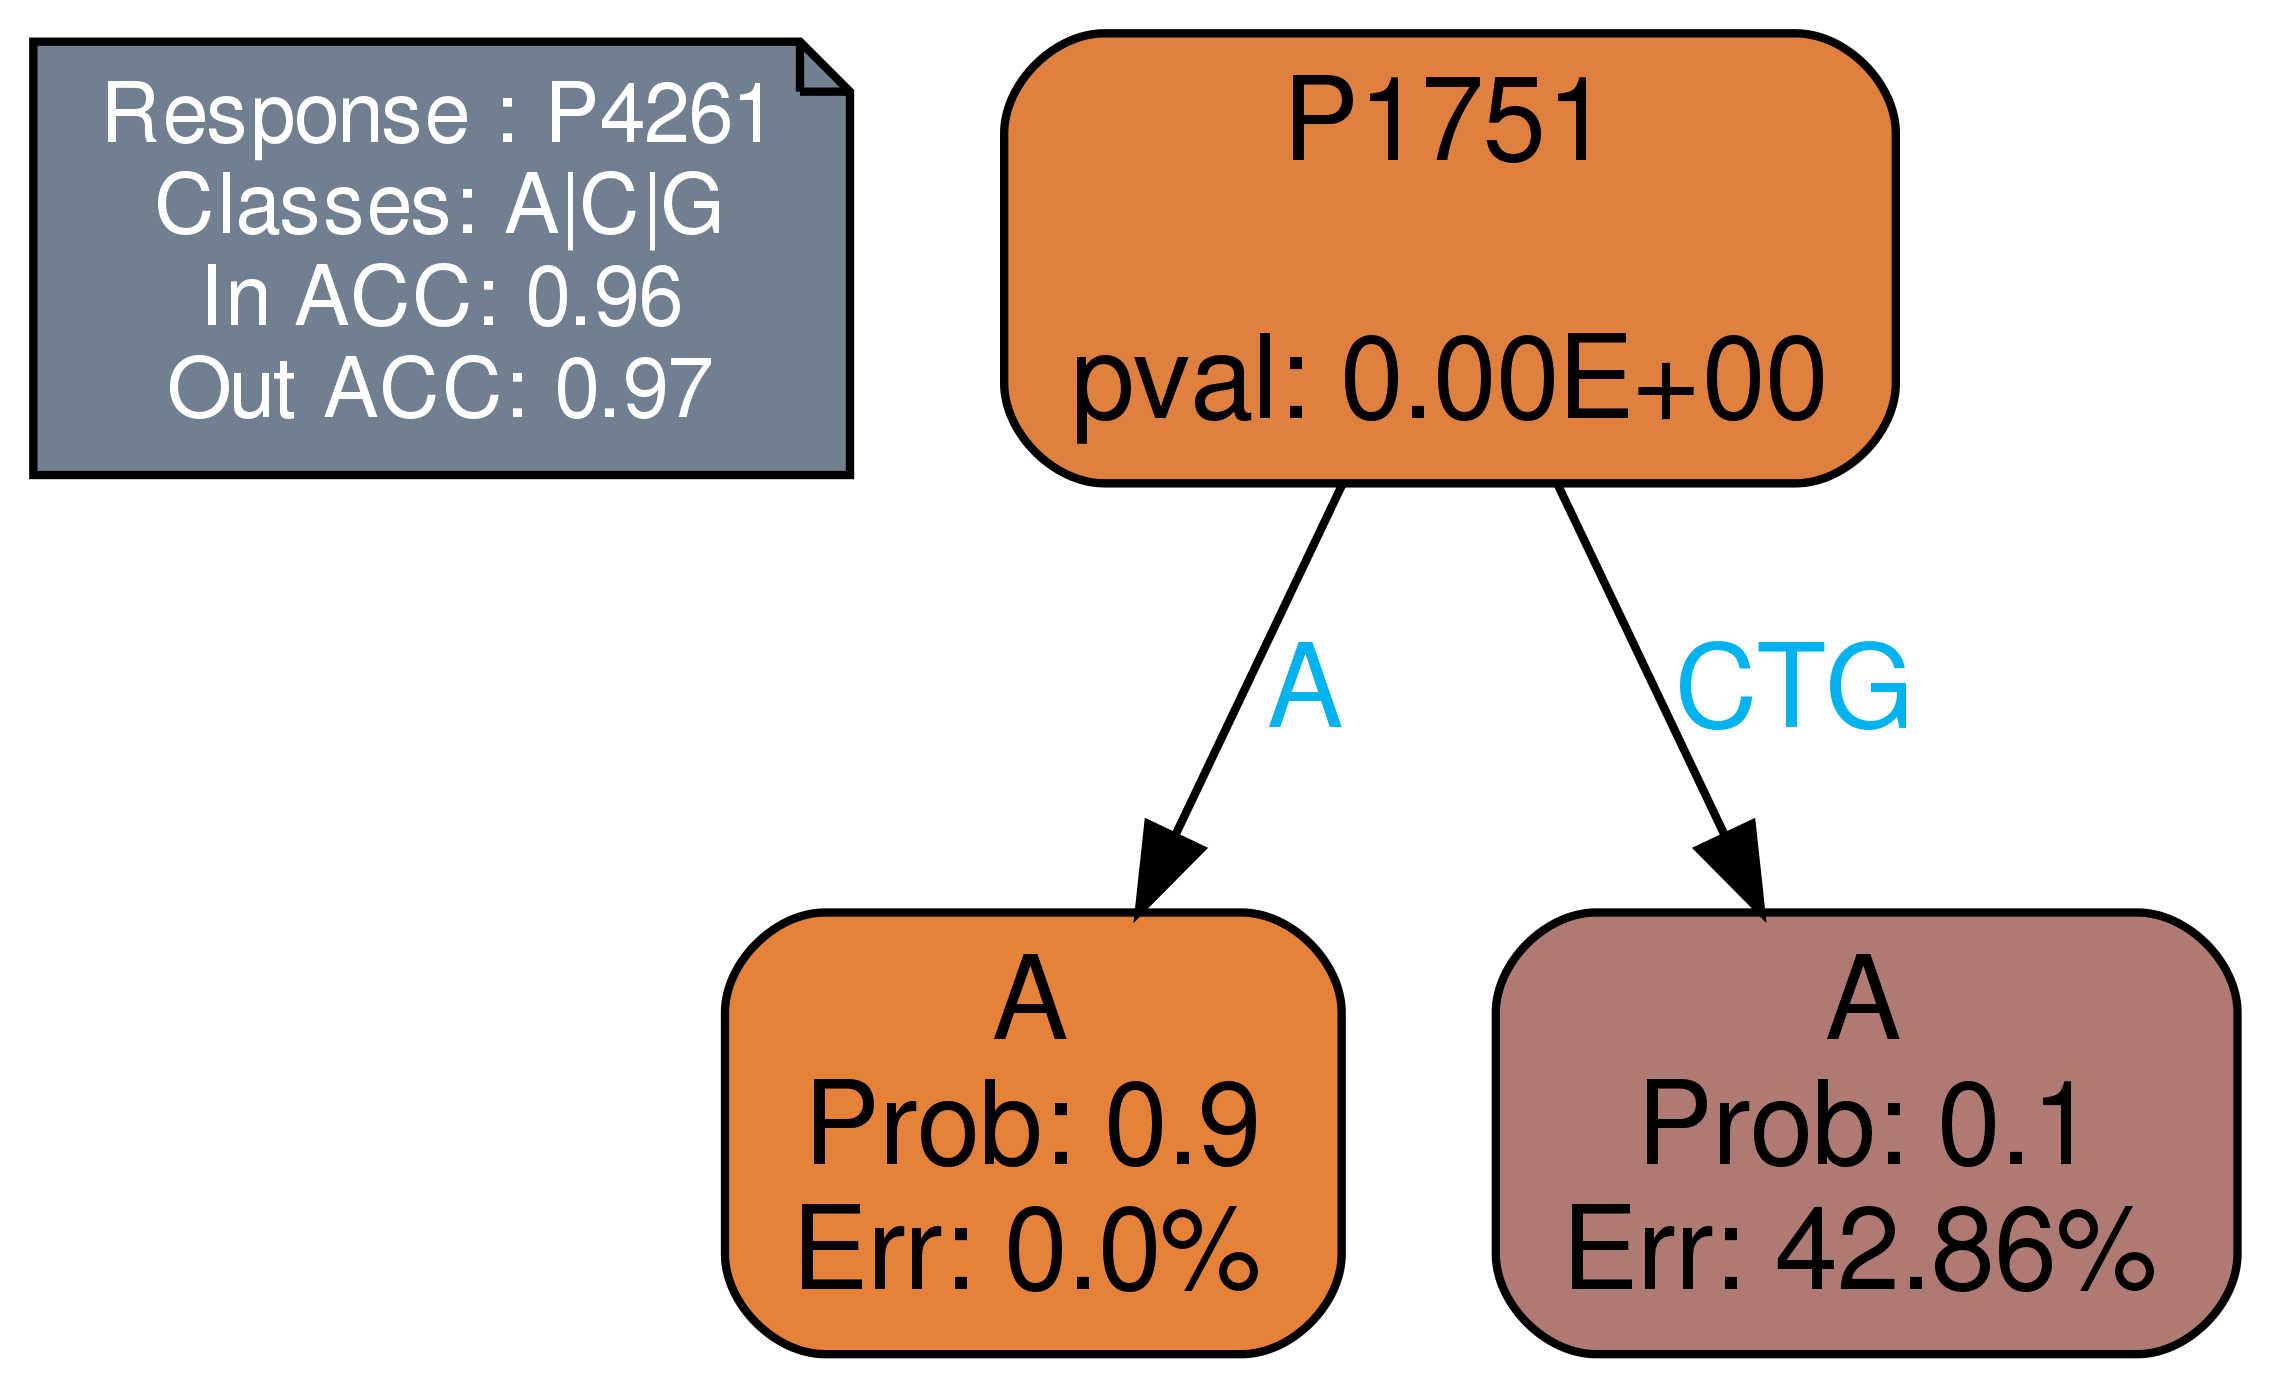 Response : P4261
Classes: A|C|G
In ACC: 0.96
Out ACC: 0.97
P1751
pval: 0.00E+00
A
CTG
A
Prob: 0.9
Err: 0.0%
A
Prob: 0.1
Err: 42.86%